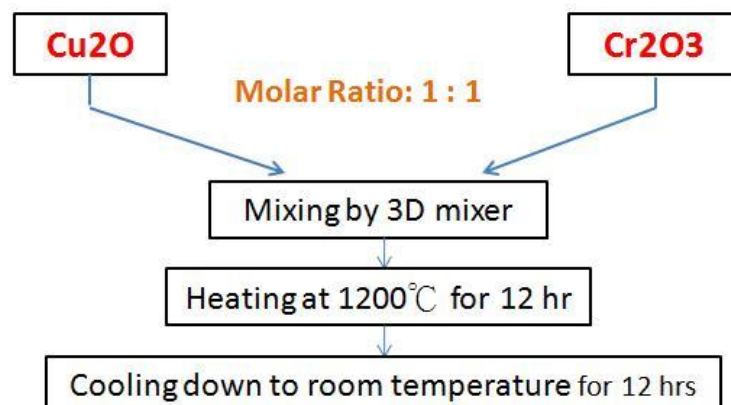 Cu2O
Cr2O3
Molar Ratio: 1 : 1
Mixing by 3D mixer
Heating at 1200℃ for 12 hr
Cooling down to room temperature for 12 hrs